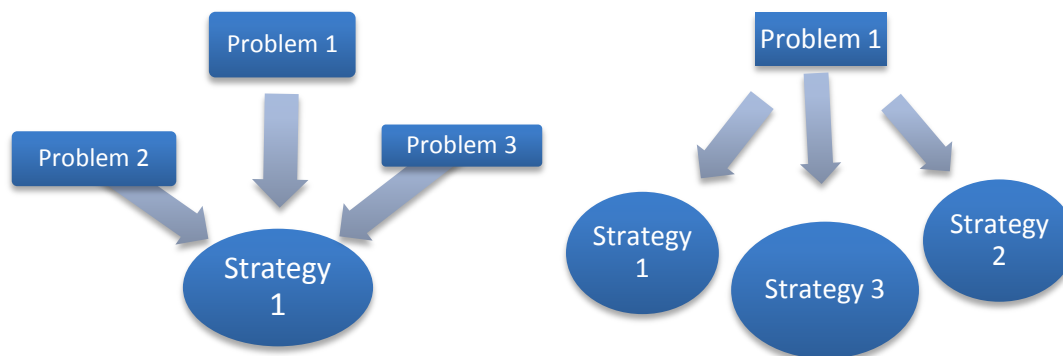 Problem 1
Problem 2
Problem 3
Strategy
1
Problem 1
Strategy
1
Strategy 3
Strategy
2